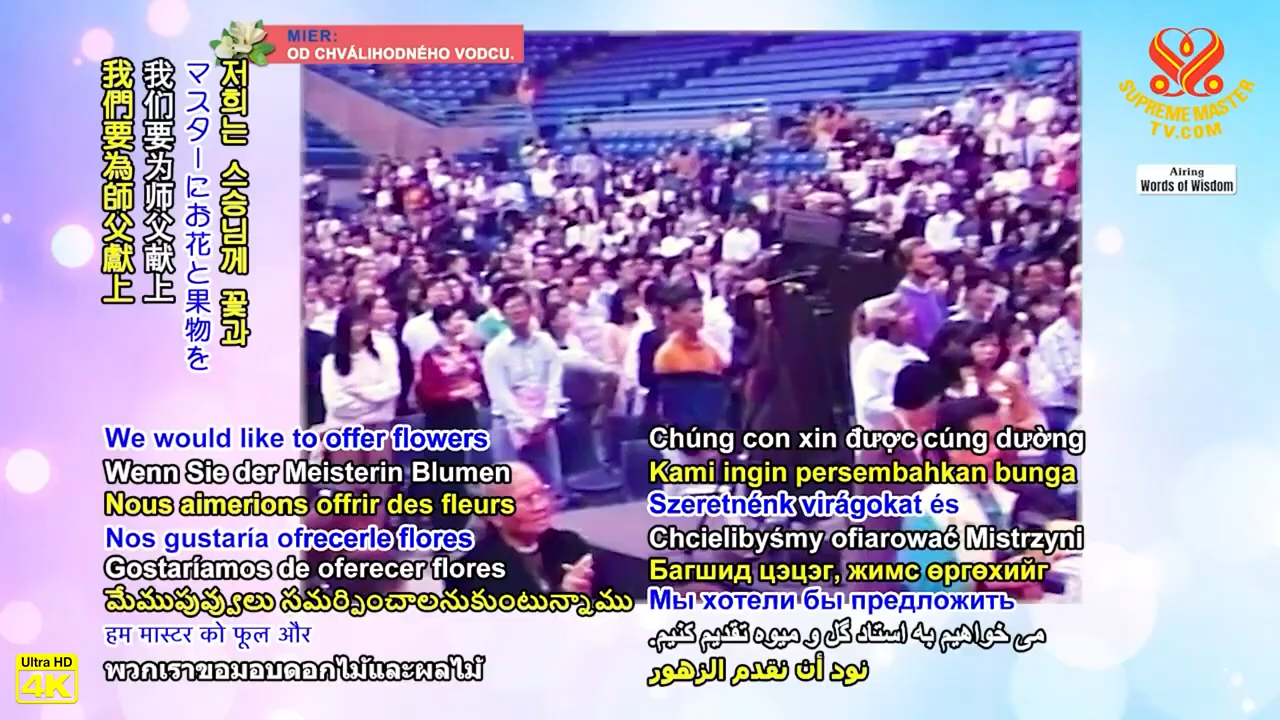 MIER:
OD CHVÁLIHODNÉHO VODCU.
SUPREME MASTER
TV.COM
Airing
Words of Wisdom
저희는 스승님께 꽃과
マスターにお花と果物を
我们要为师父献上
我們要為師父獻上
We would like to offer flowers
Wenn Sie der Meisterin Blumen
Nous aimerions offrir des fleurs
Nos gustaría ofrecerle flores
Gostaríamos de oferecer flores
మేముపువ్వులు సమర్పించాలనుకుంటున్నాము
हम मास्टर को फूल और
พวกเราขอมอบดอกไม้และผลไม้
Chúng con xin được cúng dường
Kami ingin persembahkan bunga
Szeretnénk virágokat és
Chcielibyśmy ofiarować Mistrzyni
Багшид цэцэг, жимс өргөхийг
Мы хотели бы предложить
می خواهیم به استاد گل و میوه تقدیم کنیم.
نود أن نقدم الزهور
Ultra HD
4K